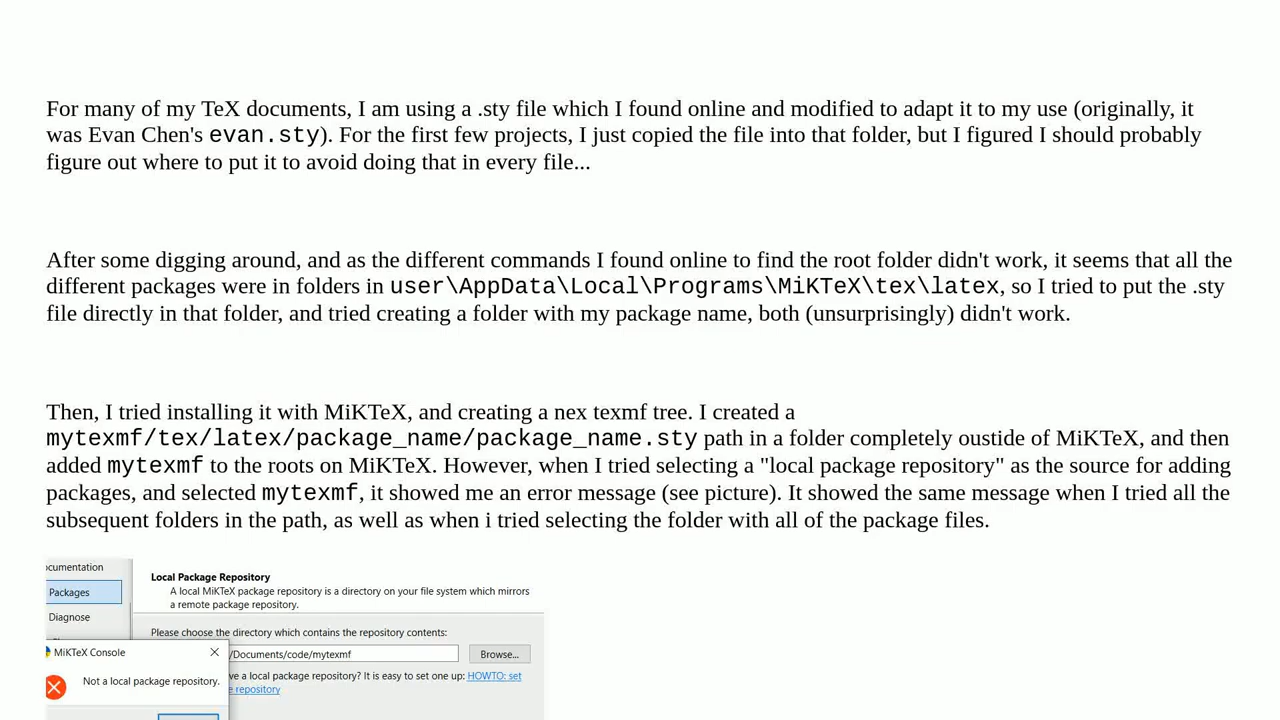 For many of my TeX documents, I am using a .sty file which I found online and modified to adapt it to my use (originally, it
was Evan Chen's evan.sty). For the first few projects, I just copied the file into that folder, but I figured I should probably
figure out where to put it to avoid doing that in every file...
After some digging around, and as the different commands I found online to find the root folder didn't work, it seems that all the
different packages were in folders in user\AppData\Local\Programs\MiKTeX\tex\latex, so I tried to put the .sty
file directly in that folder, and tried creating a folder with my package name, both (unsurprisingly) didn't work.
Then, I tried installing it with MiKTeX, and creating a nex texmf tree. I created a
mytexmf/tex/latex/package_name/package_name.sty path in a folder completely oustide of MiKTeX, and then
added mytexmf to the roots on MiKTeX. However, when I tried selecting a "local package repository" as the source for adding
packages, and selected mytexmf, it showed me an error message (see picture). It showed the same message when I tried all the
subsequent folders in the path, as well as when i tried selecting the folder with all of the package files.
ocumentation
Packages
Diagnose
Local Package Repository
A local MiKTeX package repository is a directory on your file system which mirrors
a remote package repository.
Please choose the directory which contains the repository contents:
/Documents/code/mytexmf
Browse...
ve a local package repository? It is easy to set one up: HOWTO: set
e repository
MiKTeX Console
Not a local package repository.